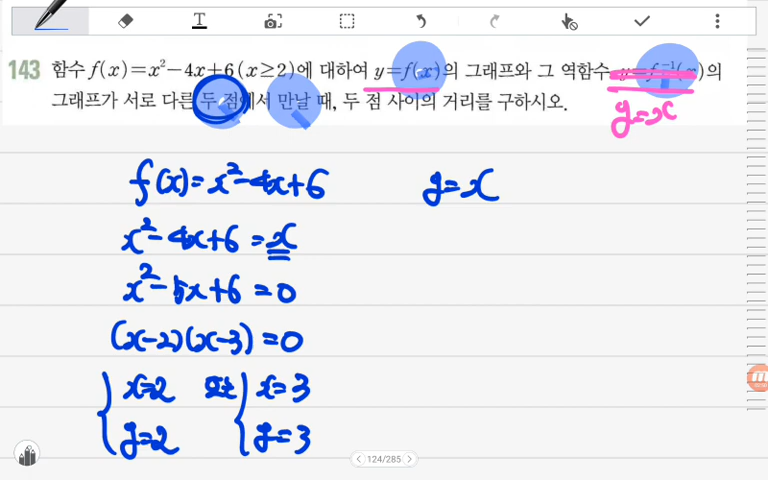 T
143 함수 f(x)=x²-4x+6(x≥2)에 대하여 y=f(x)의 그래프와 그 역함수 y=f⁻¹(x)의
그래프가 서로 다른 두 점에서 만날 때, 두 점 사이의 거리를 구하시오.
y=x
f(x)=x²-4x+6 y=x
x²-4x+6=x
x²-5x+6=0
(x-2)(x-3)=0
x=2 또는 x=3
y=2 y=3
124/285